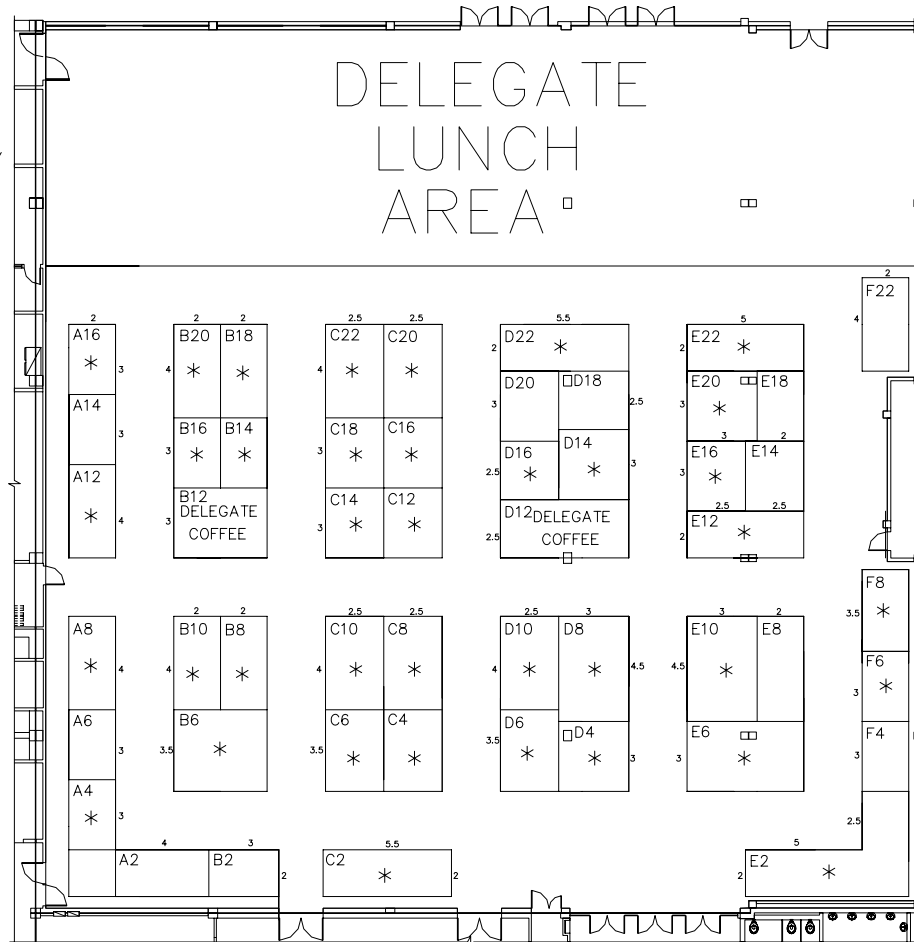 DELEGATE
LUNCH
AREA
2
F22
4
2 2 2 2.5 2.5 5.5 5
A16 B20 B18 C22 C20 D22 E22
3 4 4 2 2
A14 D20 D18 E20 E18
3 3 2.5 3 3 2
B16 B14 C18 C16 D14
3 3 3
A12 D16 E16 E14
4 2.5 3 2.5 2.5
B12 C14 C12 D12 E12
DELEGATE
COFFEE
3 3
DELEGATE
COFFEE
2.5 2
F8
3.5
2 2 2.5 2.5 2.5 3 3 2
A8 B10 B8 C10 C8 D10 D8 E10 E8
4 4 4 4 4.5 4.5
F6
3
A6 B6 C6 C4 D6 D4 E6 F4
3 3.5 3.5 3.5 3 3 3
A4
3
2.5
4 3 5.5 5
A2 B2 C2 E2
2 2 2